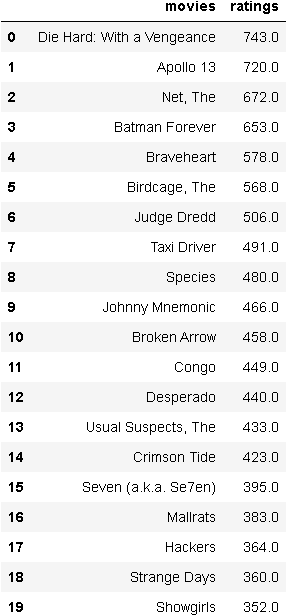 movies ratings
0 Die Hard: With a Vengeance 743.0
1 Apollo 13 720.0
2 Net, The 672.0
3 Batman Forever 653.0
4 Braveheart 578.0
5 Birdcage, The 568.0
6 Judge Dredd 506.0
7 Taxi Driver 491.0
8 Species 480.0
9 Johnny Mnemonic 466.0
10 Broken Arrow 458.0
11 Congo 449.0
12 Desperado 440.0
13 Usual Suspects, The 433.0
14 Crimson Tide 423.0
15 Seven (a.k.a. Se7en) 395.0
16 Mallrats 383.0
17 Hackers 364.0
18 Strange Days 360.0
19 Showgirls 352.0